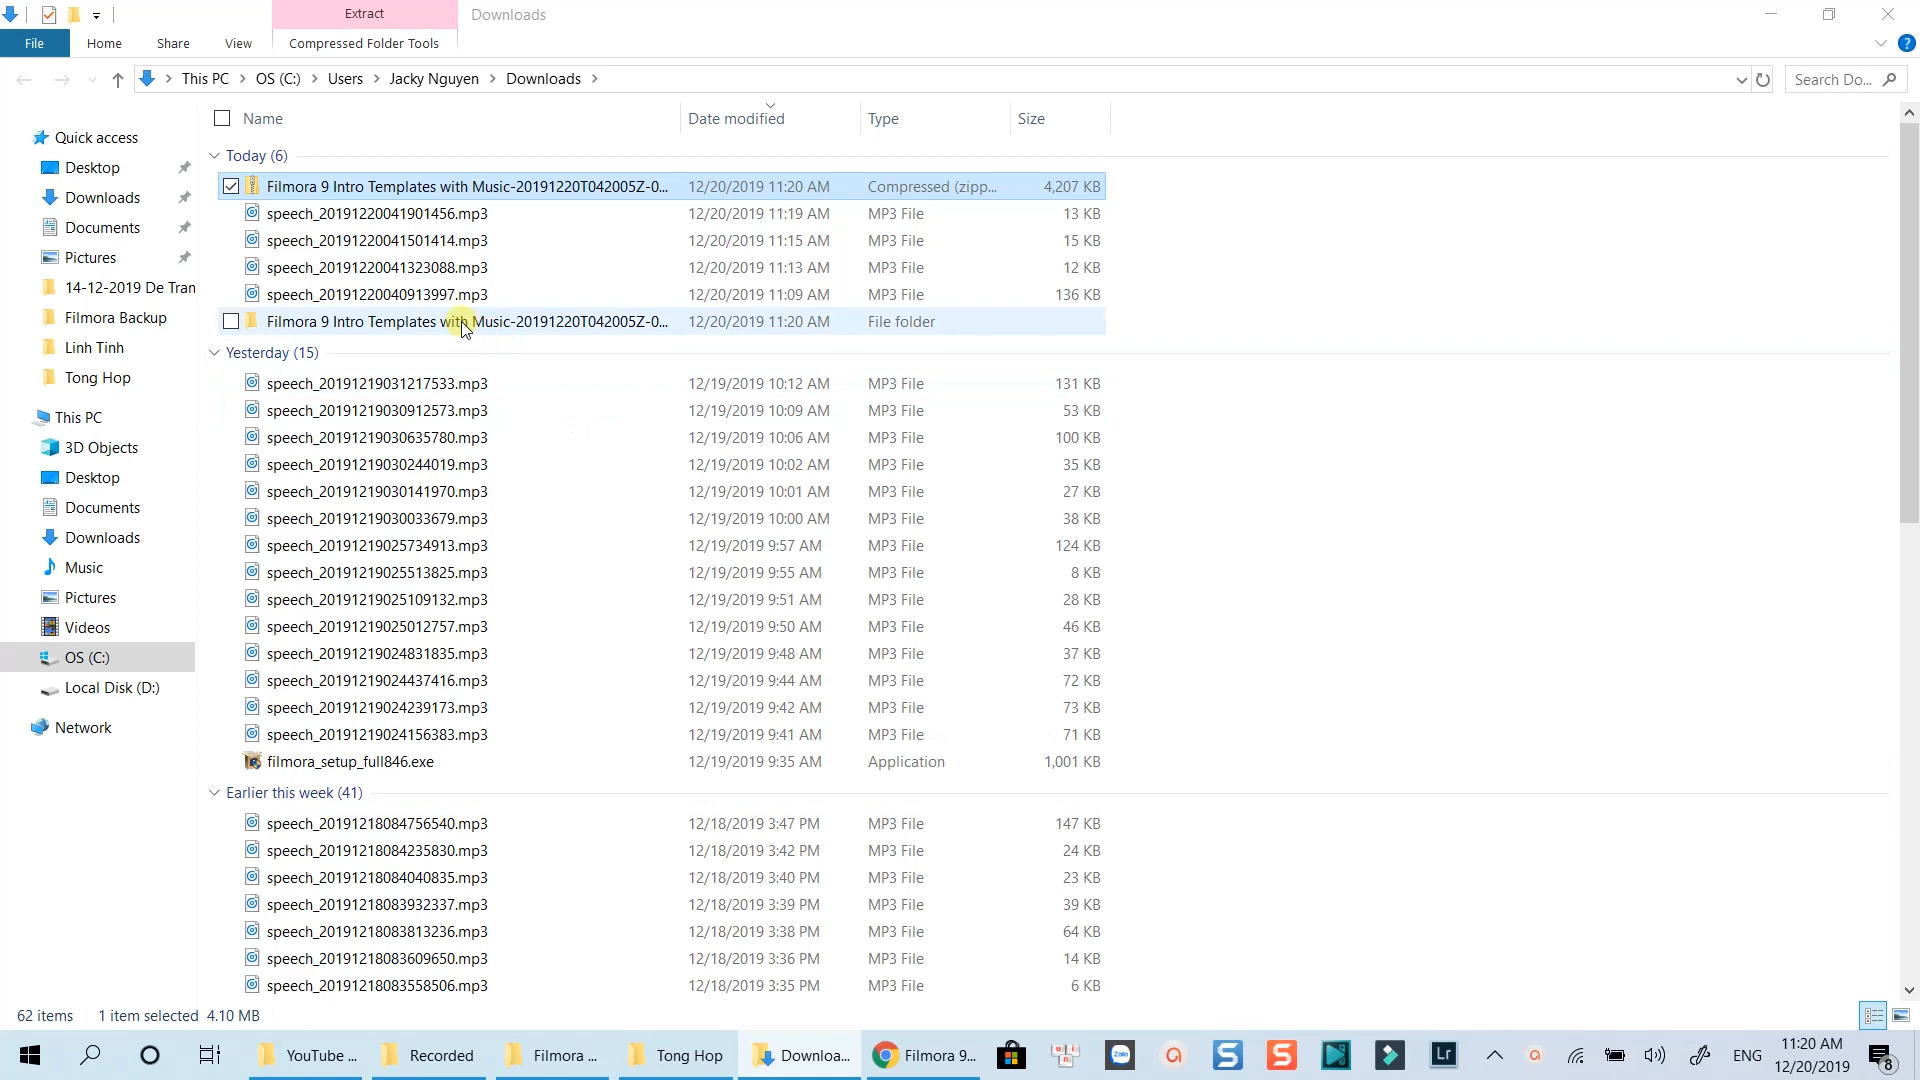 Extract
Downloads
File
Home
Share
View
Compressed Folder Tools
This PC
OS (C:)
Users
Jacky Nguyen
Downloads
Search Do...
Name
Date modified
Type
Size
Quick access
Desktop
Downloads
Documents
Pictures
14-12-2019 De Tran
Filmora Backup
Linh Tinh
Tong Hop
This PC
3D Objects
Desktop
Documents
Downloads
Music
Pictures
Videos
OS (C:)
Local Disk (D:)
Network
Today (6)
Filmora 9 Intro Templates with Music-20191220T042005Z-0... 12/20/2019 11:20 AM Compressed (zipp... 4,207 KB
speech_20191220041901456.mp3 12/20/2019 11:19 AM MP3 File 13 KB
speech_20191220041501414.mp3 12/20/2019 11:15 AM MP3 File 15 KB
speech_20191220041323088.mp3 12/20/2019 11:13 AM MP3 File 12 KB
speech_20191220040913997.mp3 12/20/2019 11:09 AM MP3 File 136 KB
Filmora 9 Intro Templates with Music-20191220T042005Z-0... 12/20/2019 11:20 AM File folder
Yesterday (15)
speech_20191219031217533.mp3 12/19/2019 10:12 AM MP3 File 131 KB
speech_20191219030912573.mp3 12/19/2019 10:09 AM MP3 File 53 KB
speech_20191219030635780.mp3 12/19/2019 10:06 AM MP3 File 100 KB
speech_20191219030244019.mp3 12/19/2019 10:02 AM MP3 File 35 KB
speech_20191219030141970.mp3 12/19/2019 10:01 AM MP3 File 27 KB
speech_20191219030033679.mp3 12/19/2019 10:00 AM MP3 File 38 KB
speech_20191219025734913.mp3 12/19/2019 9:57 AM MP3 File 124 KB
speech_20191219025513825.mp3 12/19/2019 9:55 AM MP3 File 8 KB
speech_20191219025109132.mp3 12/19/2019 9:51 AM MP3 File 28 KB
speech_20191219025012757.mp3 12/19/2019 9:50 AM MP3 File 46 KB
speech_20191219024831835.mp3 12/19/2019 9:48 AM MP3 File 37 KB
speech_20191219024437416.mp3 12/19/2019 9:44 AM MP3 File 72 KB
speech_20191219024239173.mp3 12/19/2019 9:42 AM MP3 File 73 KB
speech_20191219024156383.mp3 12/19/2019 9:41 AM MP3 File 71 KB
filmora_setup_full846.exe 12/19/2019 9:35 AM Application 1,001 KB
Earlier this week (41)
speech_20191218084756540.mp3 12/18/2019 3:47 PM MP3 File 147 KB
speech_20191218084235830.mp3 12/18/2019 3:42 PM MP3 File 24 KB
speech_20191218084040835.mp3 12/18/2019 3:40 PM MP3 File 23 KB
speech_20191218083932337.mp3 12/18/2019 3:39 PM MP3 File 39 KB
speech_20191218083813236.mp3 12/18/2019 3:38 PM MP3 File 64 KB
speech_20191218083609650.mp3 12/18/2019 3:36 PM MP3 File 14 KB
speech_20191218083558506.mp3 12/18/2019 3:35 PM MP3 File 6 KB
62 items 1 item selected 4.10 MB
YouTube ...
Recorded
Filmora ...
Tong Hop
Downloa...
Filmora 9...
Zalo
Lr
ENG
11:20 AM
12/20/2019
8